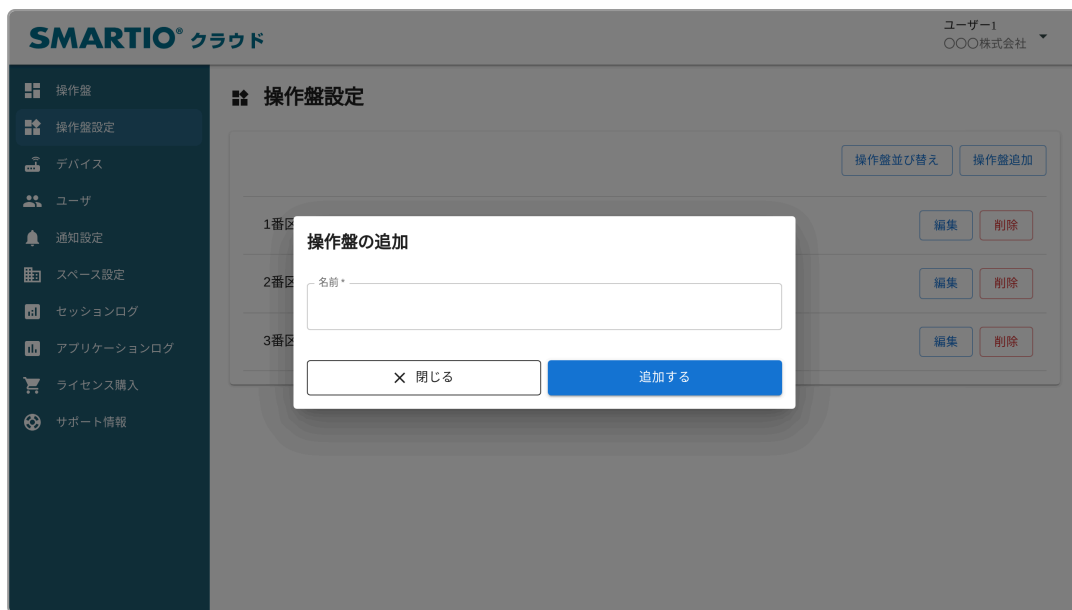 SMARTIO® クラウド
ユーザー1
〇〇〇株式会社
操作盤
操作盤設定
デバイス
ユーザ
通知設定
スペース設定
セッションログ
アプリケーションログ
ライセンス購入
サポート情報
操作盤設定
操作盤並び替え 操作盤追加
1番区 編集 削除
2番区 編集 削除
3番区 編集 削除
操作盤の追加
名前 *
× 閉じる 追加する